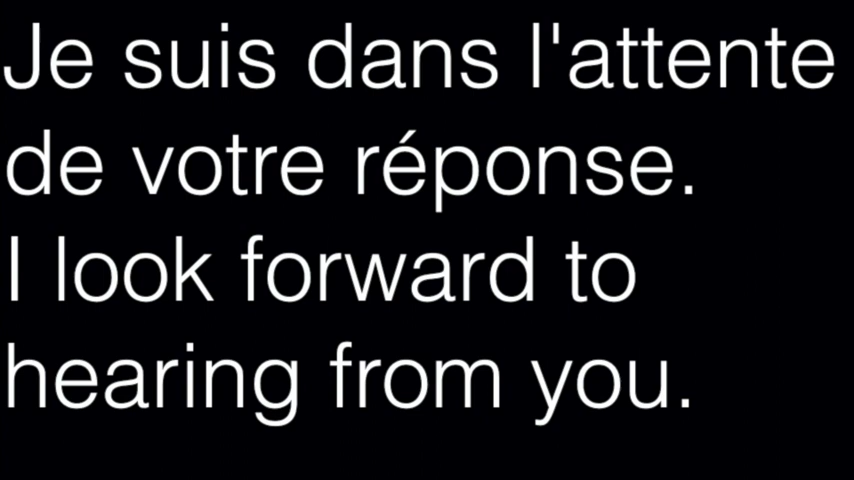 Je suis dans l'attente
de votre réponse.
I look forward to
hearing from you.